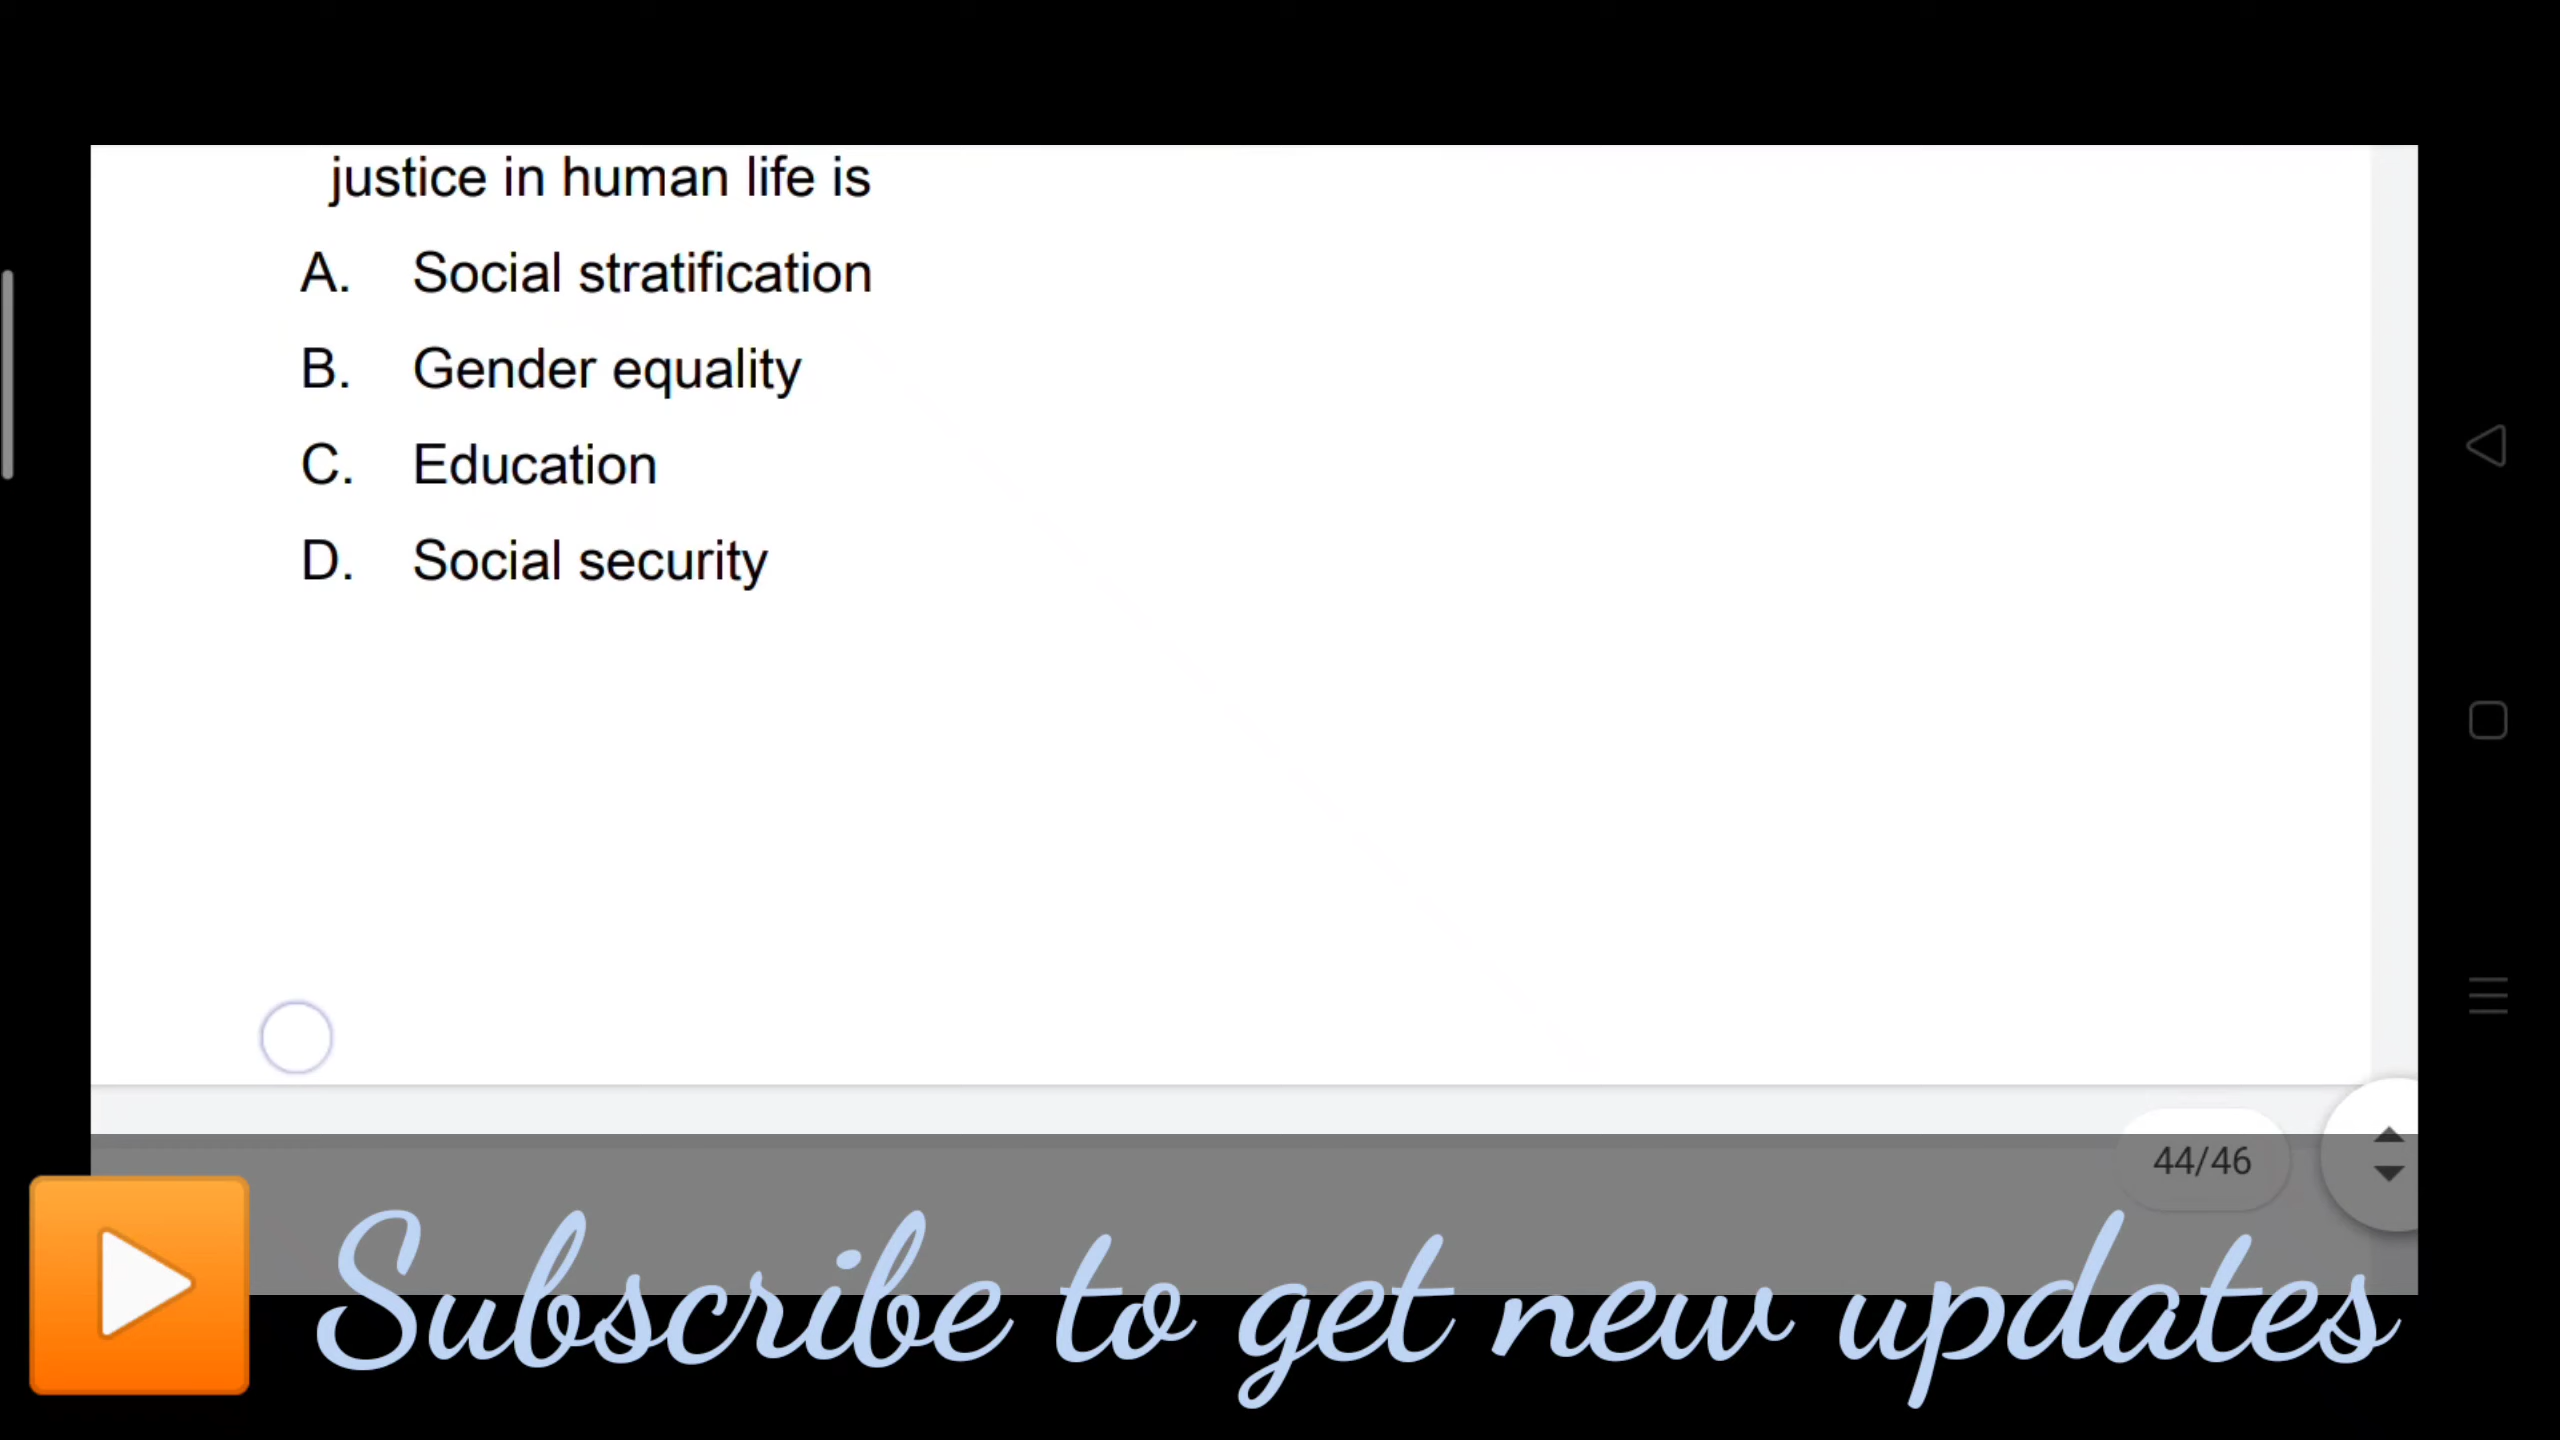 justice in human life is
A. Social stratification
B. Gender equality
C. Education
D. Social security
44/46
Subscribe to get new updates